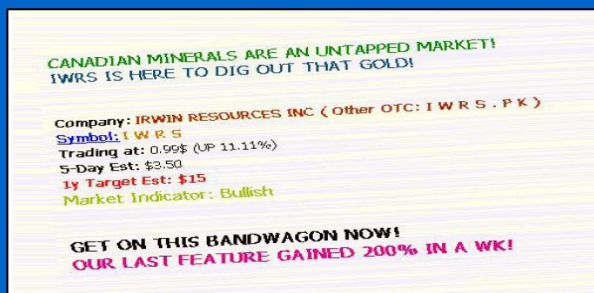 CANADIAN MINERALS ARE AN UNTAPPED MARKET!
IWRS IS HERE TO DIG OUT THAT GOLD!
Company: IRWIN RESOURCES INC ( Other OTC: I W R S . P K )
Symbol: I W R S
Trading at: 0.99$ (UP 11.11%)
5-Day Est: $3.50
1y Target Est: $15
Market Indicator: Bullish
GET ON THIS BANDWAGON NOW!
OUR LAST FEATURE GAINED 200% IN A WK!